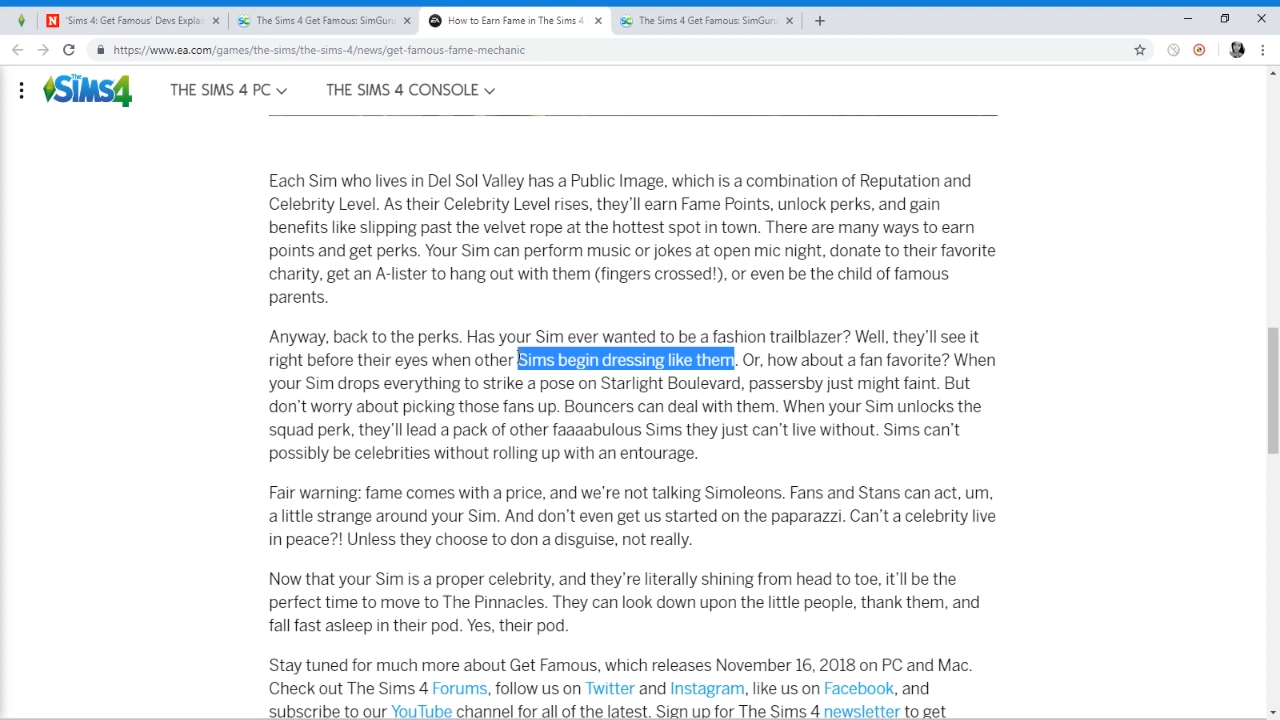 'Sims 4: Get Famous' Devs Explai
The Sims 4 Get Famous: SimGuru
How to Earn Fame in The Sims 4
The Sims 4 Get Famous: SimGuru
https://www.ea.com/games/the-sims/the-sims-4/news/get-famous-fame-mechanic
The SIMS 4
THE SIMS 4 PC
THE SIMS 4 CONSOLE
Each Sim who lives in Del Sol Valley has a Public Image, which is a combination of Reputation and
Celebrity Level. As their Celebrity Level rises, they’ll earn Fame Points, unlock perks, and gain
benefits like slipping past the velvet rope at the hottest spot in town. There are many ways to earn
points and get perks. Your Sim can perform music or jokes at open mic night, donate to their favorite
charity, get an A-lister to hang out with them (fingers crossed!), or even be the child of famous
parents.
Anyway, back to the perks. Has your Sim ever wanted to be a fashion trailblazer? Well, they’ll see it
right before their eyes when other Sims begin dressing like them. Or, how about a fan favorite? When
your Sim drops everything to strike a pose on Starlight Boulevard, passersby just might faint. But
don’t worry about picking those fans up. Bouncers can deal with them. When your Sim unlocks the
squad perk, they’ll lead a pack of other faaaabulous Sims they just can’t live without. Sims can’t
possibly be celebrities without rolling up with an entourage.
Fair warning: fame comes with a price, and we’re not talking Simoleons. Fans and Stans can act, um,
a little strange around your Sim. And don’t even get us started on the paparazzi. Can’t a celebrity live
in peace?! Unless they choose to don a disguise, not really.
Now that your Sim is a proper celebrity, and they’re literally shining from head to toe, it’ll be the
perfect time to move to The Pinnacles. They can look down upon the little people, thank them, and
fall fast asleep in their pod. Yes, their pod.
Stay tuned for much more about Get Famous, which releases November 16, 2018 on PC and Mac.
Check out The Sims 4 Forums, follow us on Twitter and Instagram, like us on Facebook, and
subscribe to our YouTube channel for all of the latest. Sign up for The Sims 4 newsletter to get